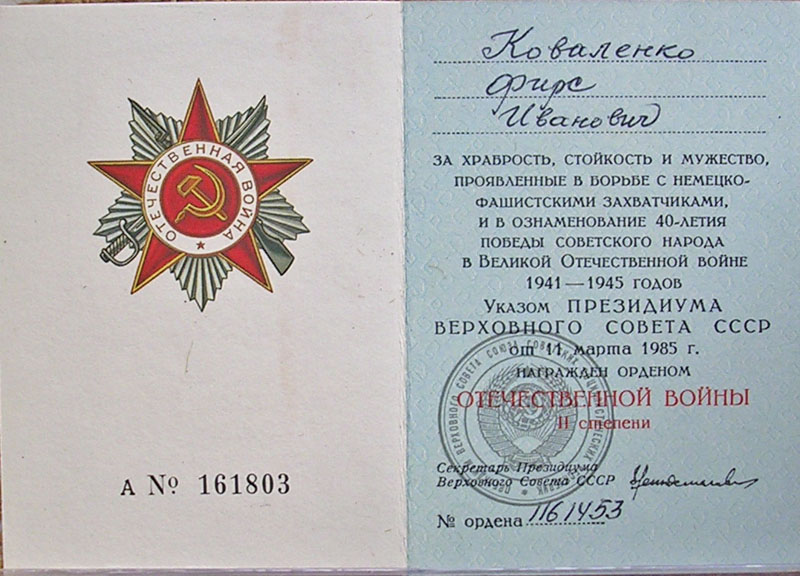 ОТЕЧЕСТВЕННАЯ ВОЙНА
А № 161803
Коваленко
Фирс
Иванович
ЗА ХРАБРОСТЬ, СТОЙКОСТЬ И МУЖЕСТВО,
ПРОЯВЛЕННЫЕ В БОРЬБЕ С НЕМЕЦКО-
ФАШИСТСКИМИ ЗАХВАТЧИКАМИ,
И В ОЗНАМЕНОВАНИЕ 40-ЛЕТИЯ
ПОБЕДЫ СОВЕТСКОГО НАРОДА
В ВЕЛИКОЙ ОТЕЧЕСТВЕННОЙ ВОЙНЕ
1941—1945 ГОДОВ
УКАЗОМ ПРЕЗИДИУМА
ВЕРХОВНОГО СОВЕТА СССР
от 11 марта 1985 г.
НАГРАЖДЕН ОРДЕНОМ
ОТЕЧЕСТВЕННОЙ ВОЙНЫ
II степени
Секретарь Президиума
Верховного Совета СССР
№ ордена 1161453